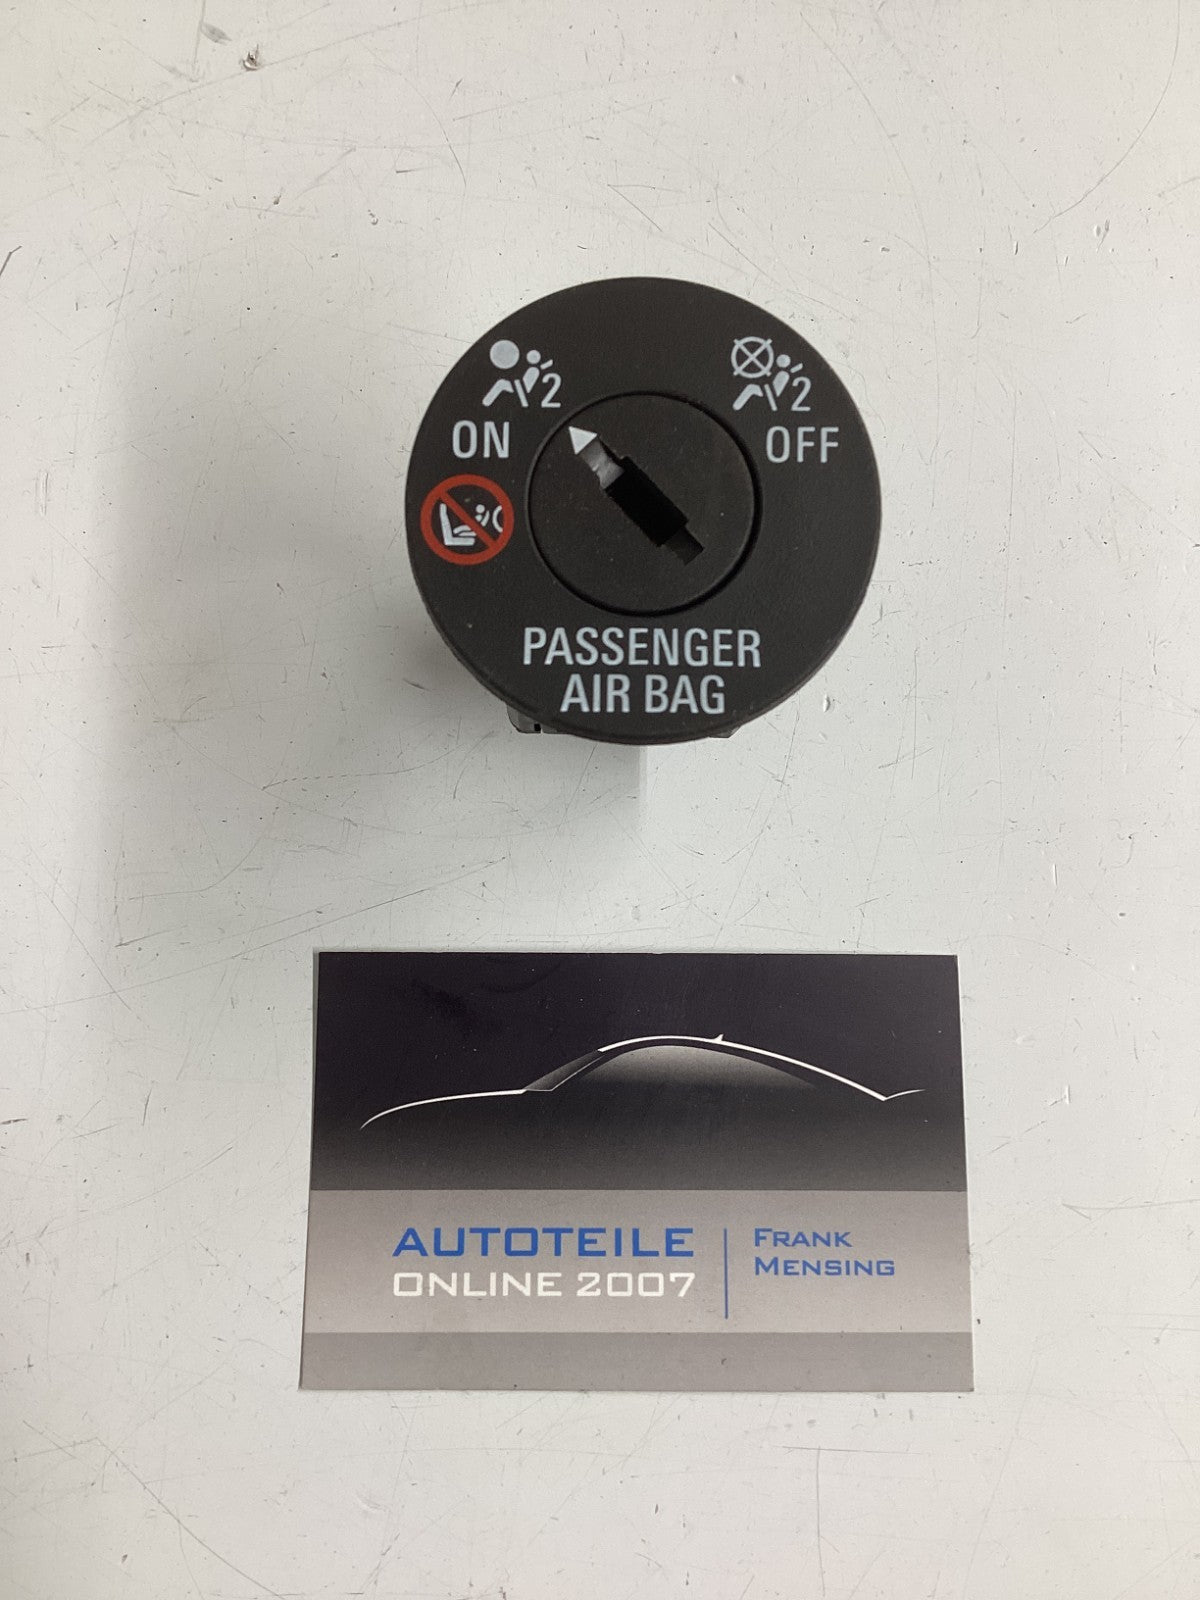 2
2
ON
OFF
PASSENGER
AIR BAG
AUTOTEILE
ONLINE 2007
FRANK
MENSING